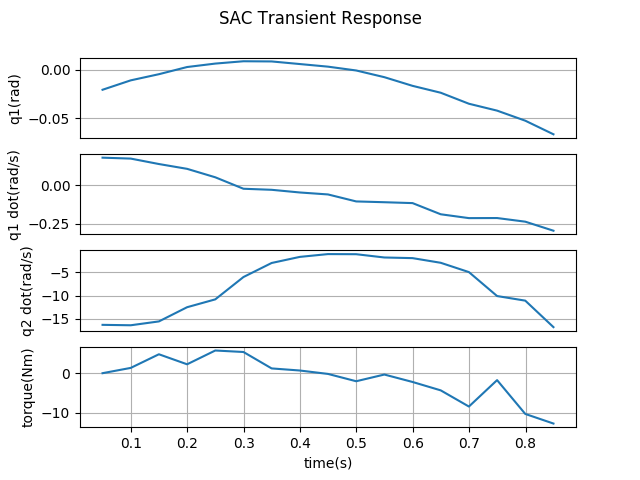 SAC Transient Response
q1(rad)
0.00
−0.05
q1 dot(rad/s)
0.00
−0.25
q2 dot(rad/s)
−5
−10
−15
torque(Nm)
0
−10
0.1 0.2 0.3 0.4 0.5 0.6 0.7 0.8
time(s)